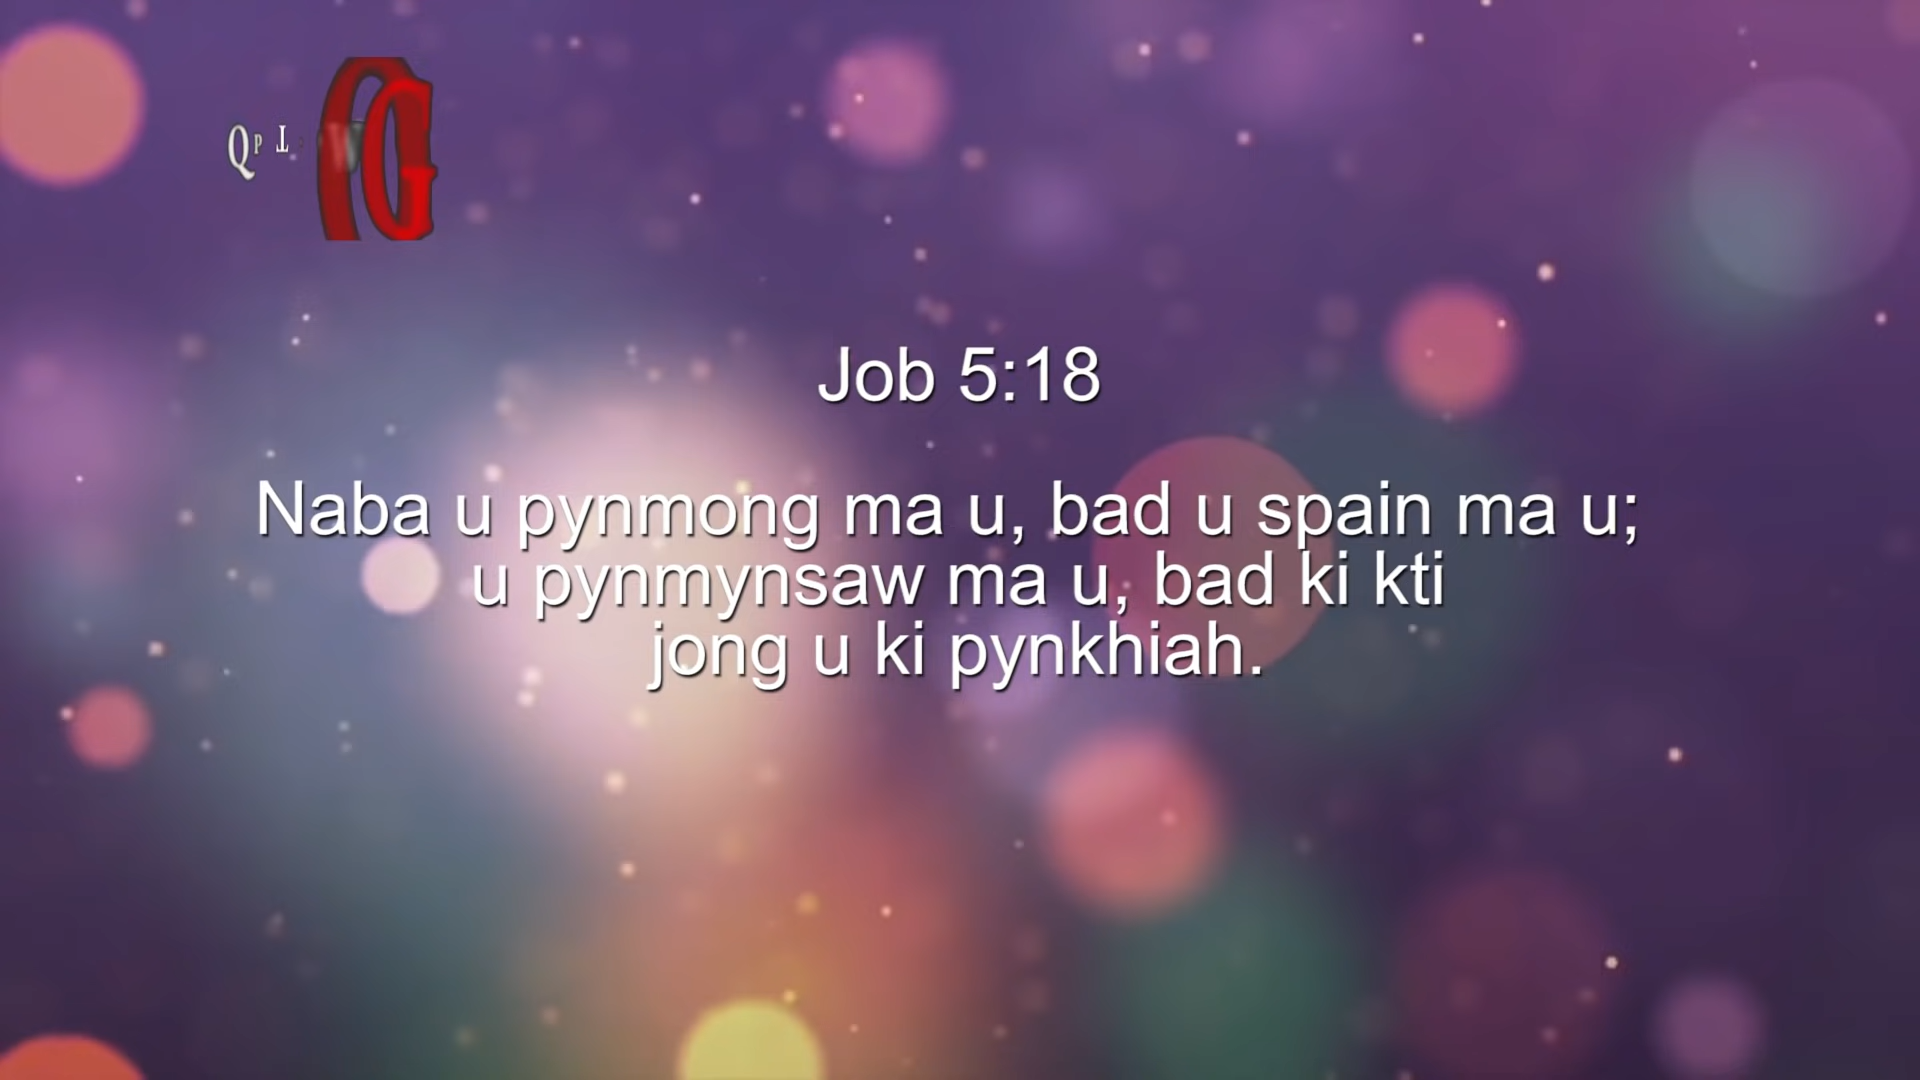 Job 5:18
Naba u pynmong ma u, bad u spain ma u;
u pynmynsaw ma u, bad ki kti
jong u ki pynkhiah.